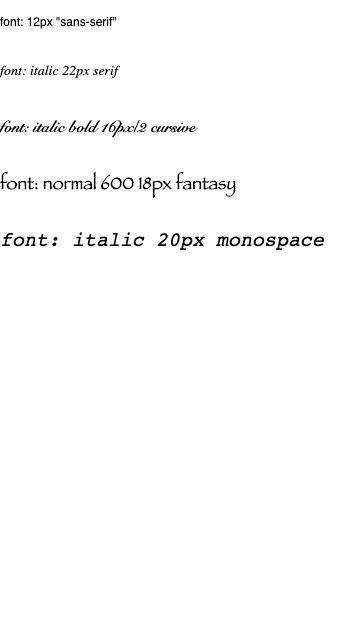 font: 12px "sans-serif"
font: italic 22px serif
font: italic bold 16px/2 cursive
font: normal 600 18px fantasy
font: italic 20px monospace